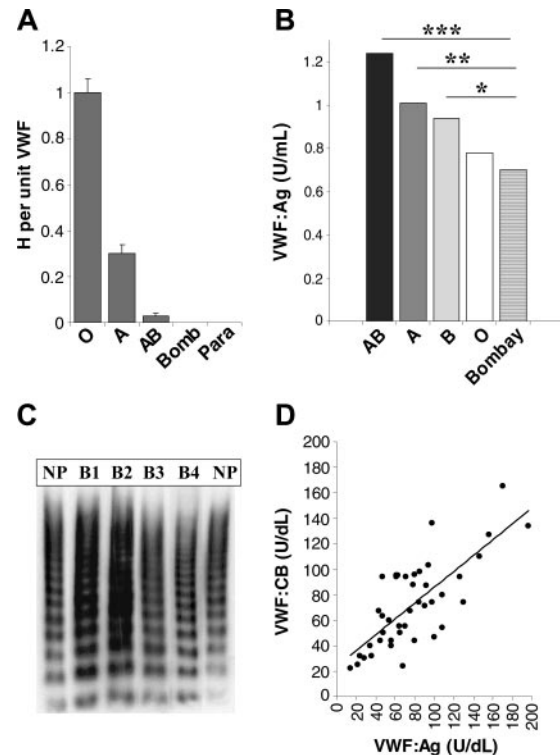 A
H per unit VWF
1.2
1
0.8
0.6
0.4
0.2
0
O A AB Bomb Para
B
VWF:Ag (U/mL)
1.2
1
0.8
0.6
0.4
1.2
0
***
**
*
AB A B O Bombay
C
NP B1 B2 B3 B4 NP
D
VWF:CB (U/dL)
200
180
160
140
120
100
80
60
40
20
0
0 20 40 60 80 100 120 140 160 180 200
VWF:Ag (U/dL)